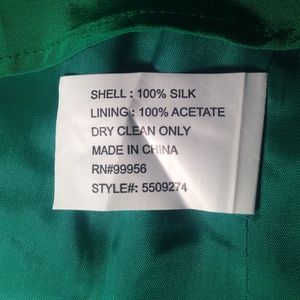 SHELL : 100% SILK
LINING : 100% ACETATE
DRY CLEAN ONLY
MADE IN CHINA
RN#99956
STYLE#: 5509274